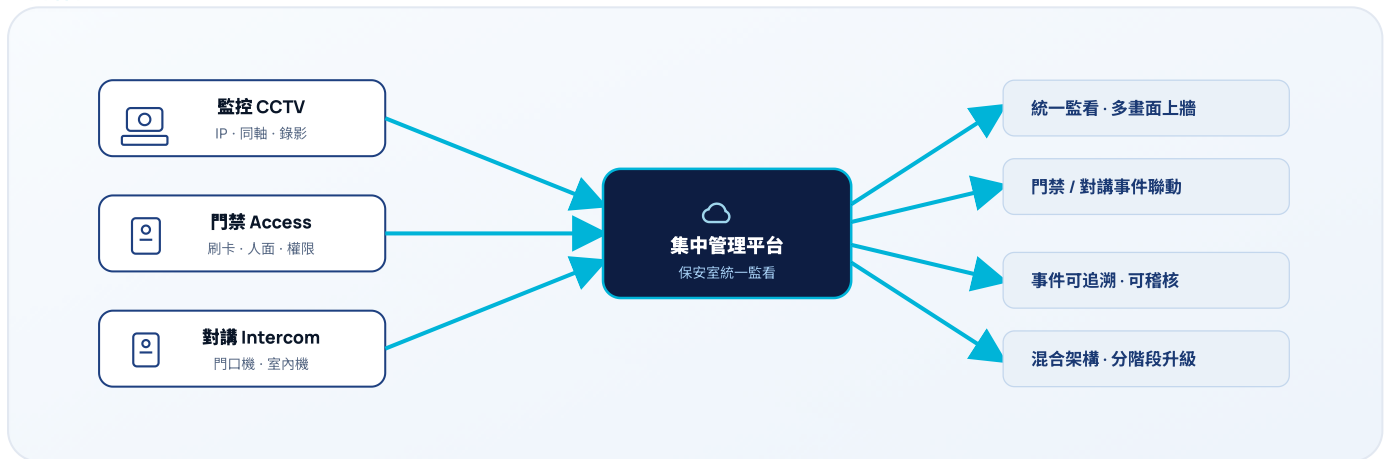 監控 CCTV
IP · 同軸 · 錄影
門禁 Access
刷卡 · 人面 · 權限
對講 Intercom
門口機 · 室內機
集中管理平台
保安室統一監看
統一監看 · 多畫面上牆
門禁 / 對講事件聯動
事件可追溯 · 可稽核
混合架構 · 分階段升級